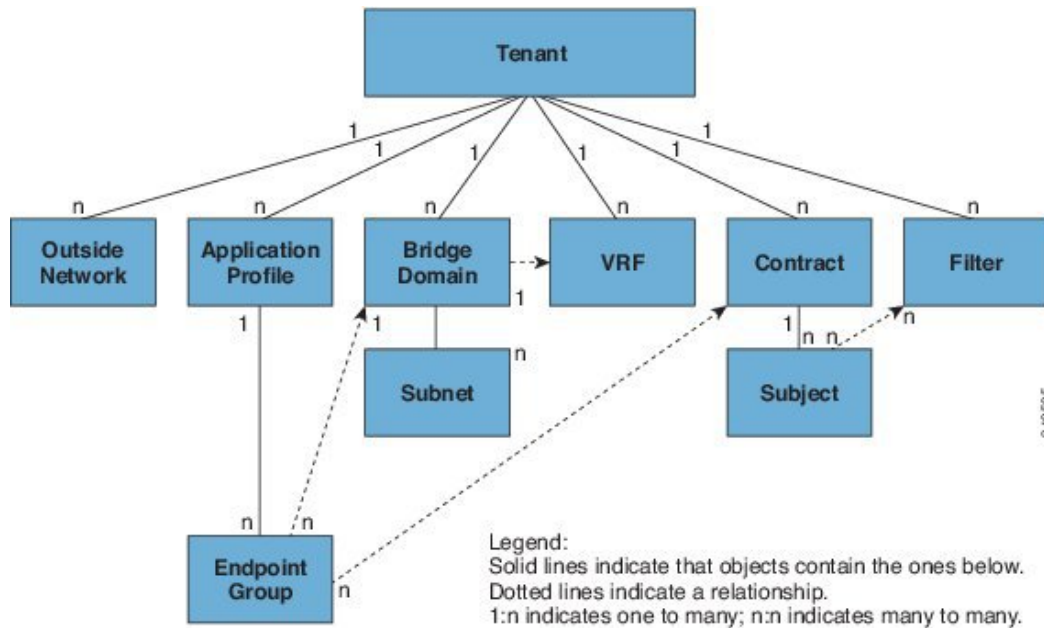 Tenant
1
1
1
1
1
1
n
n
n
n
n
n
Outside
Network
Application
Profile
Bridge
Domain
VRF
Contract
Filter
1
1
1
1
n
n
n
n
Subnet
Subject
n
n
n
Endpoint
Group
Legend:
Solid lines indicate that objects contain the ones below.
Dotted lines indicate a relationship.
1:n indicates one to many; n:n indicates many to many.